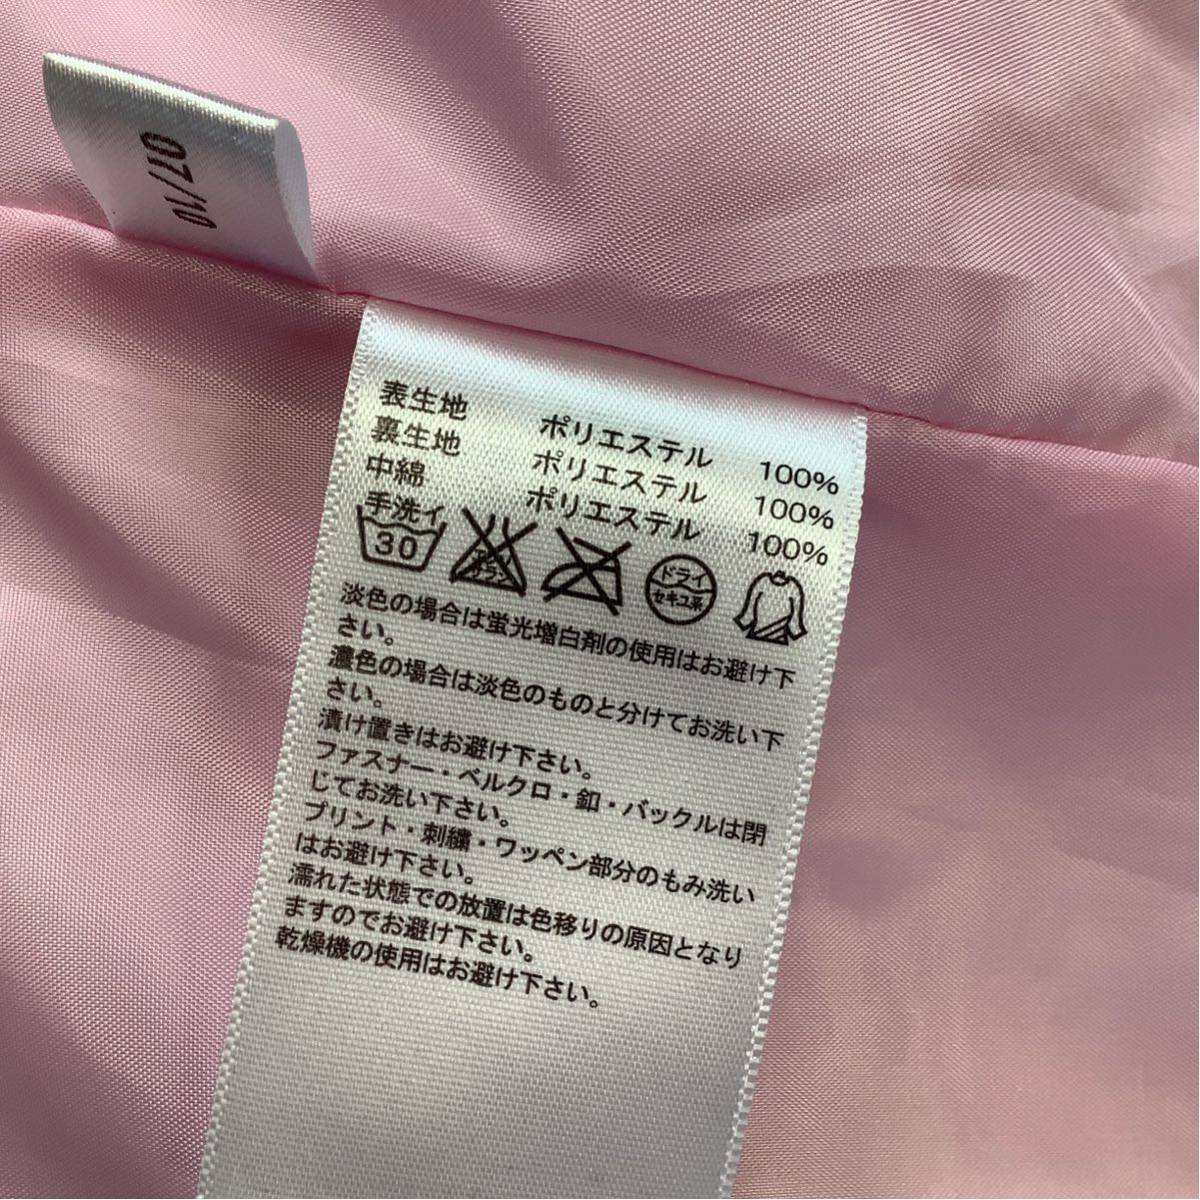 07/10
表生地 ポリエステル 100%
裏生地 ポリエステル 100%
中綿 ポリエステル 100%
手洗イ
30
エンソ
サラシ
ドライ
セキユ系
淡色の場合は蛍光増白剤の使用はお避け下
さい。
濃色の場合は淡色のものと分けてお洗い下
さい。
漬け置きはお避け下さい。
ファスナー・ベルクロ・釦・バックルは閉
じてお洗い下さい。
プリント・刺繍・ワッペン部分のもみ洗い
はお避け下さい。
濡れた状態での放置は色移りの原因となり
ますのでお避け下さい。
乾燥機の使用はお避け下さい。